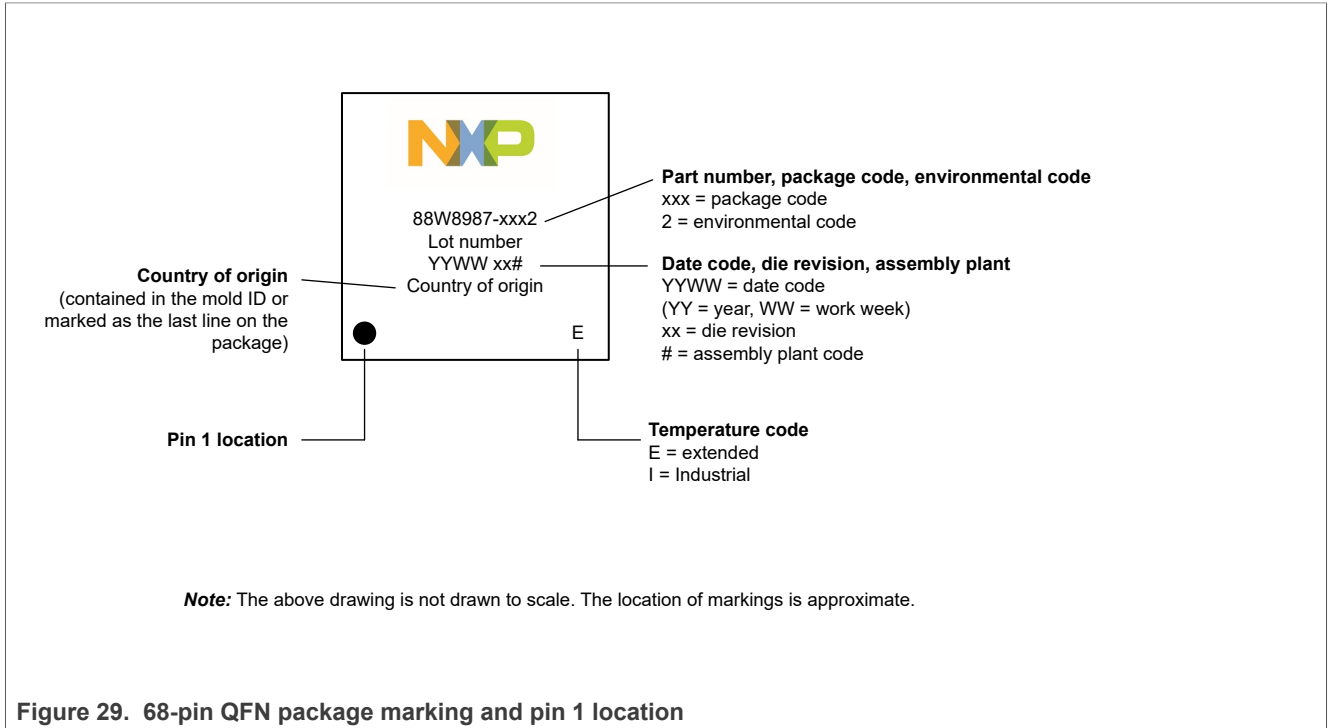 NXP
88W8987-xxx2
Lot number
YYWW xx#
Country of origin
E
Part number, package code, environmental code
xxx = package code
2 = environmental code
Date code, die revision, assembly plant
YYWW = date code
(YY = year, WW = work week)
xx = die revision
# = assembly plant code
Country of origin
(contained in the mold ID or
marked as the last line on the
package)
Pin 1 location
Temperature code
E = extended
I = Industrial
Note: The above drawing is not drawn to scale. The location of markings is approximate.
Figure 29. 68-pin QFN package marking and pin 1 location